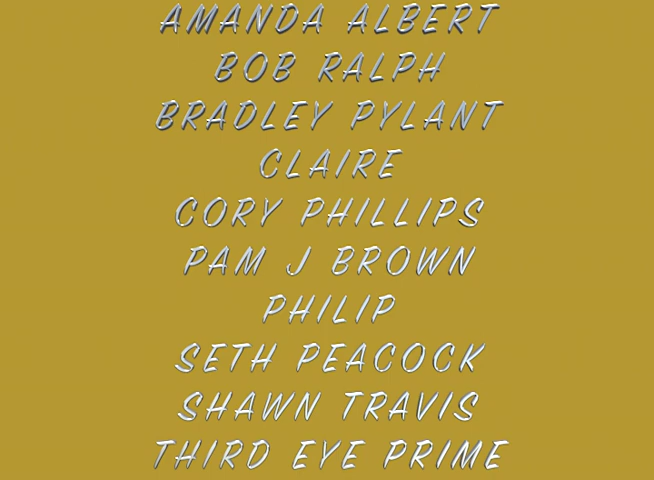 AMANDA ALBERT
BOB RALPH
BRADLEY PYLANT
CLAIRE
CORY PHILLIPS
PAM J BROWN
PHILIP
SETH PEACOCK
SHAWN TRAVIS
THIRD EYE PRIME